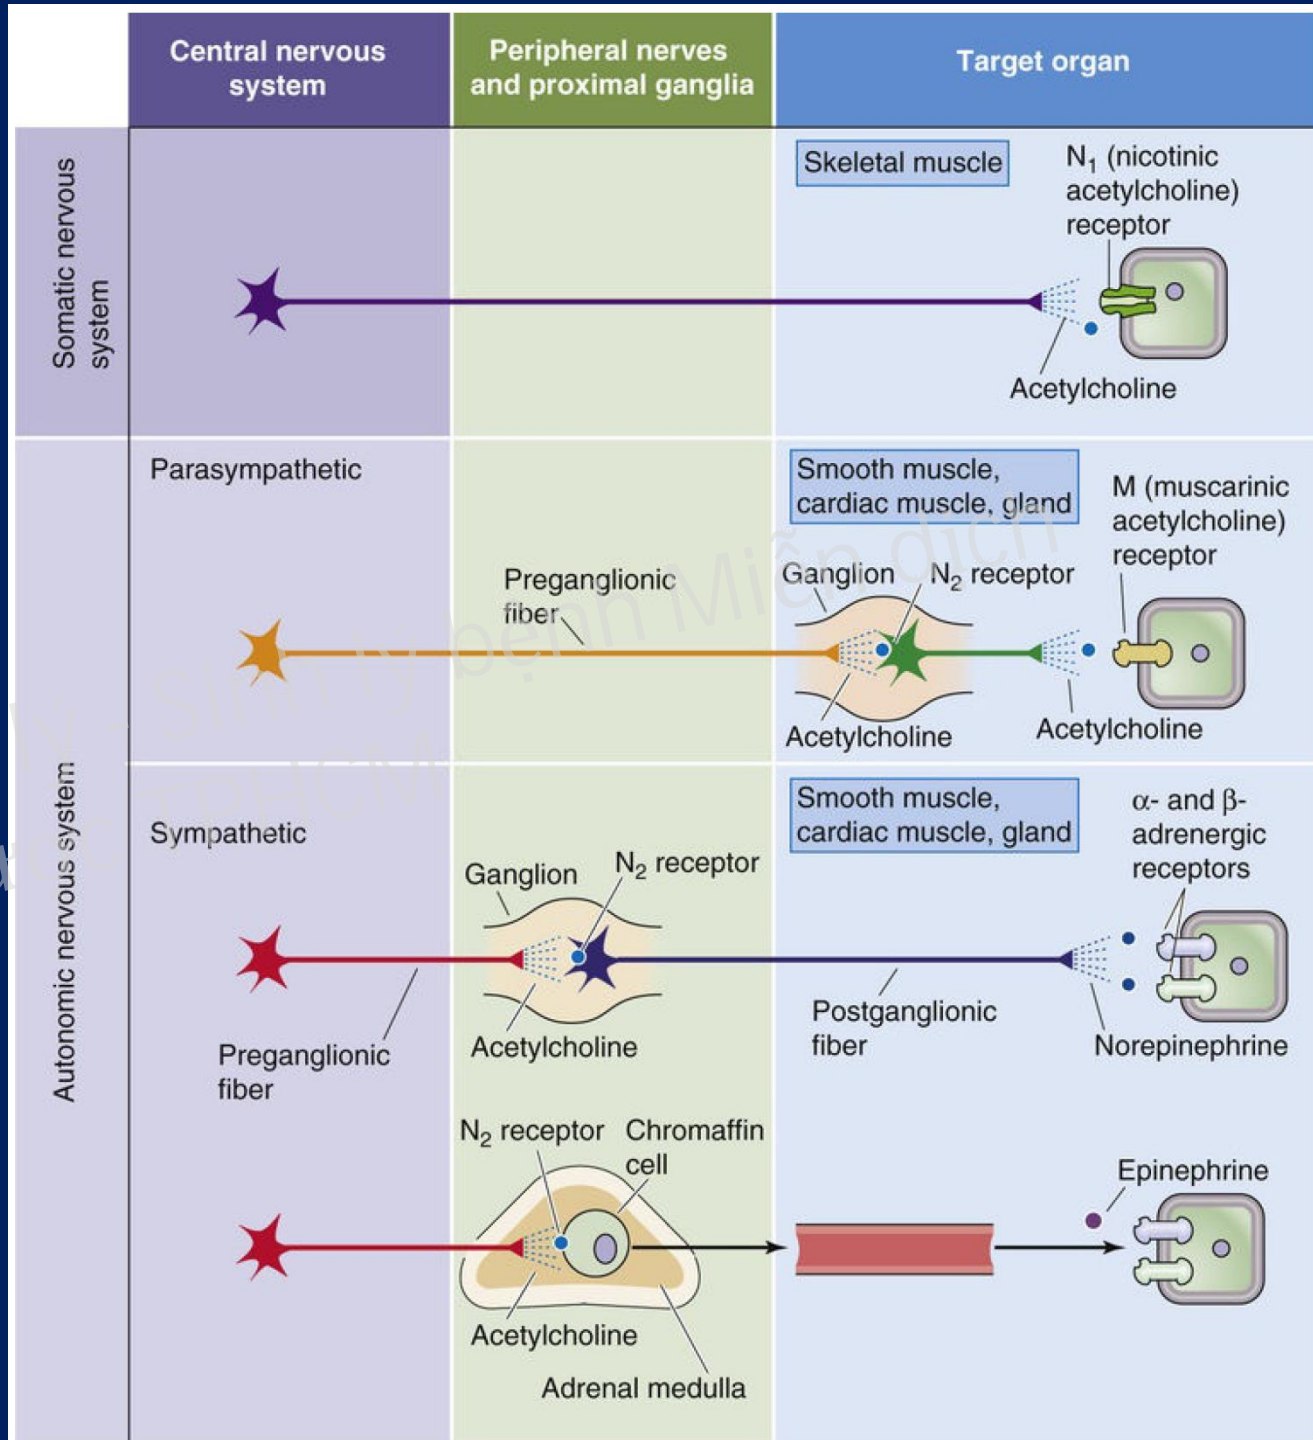 Central nervous
system
Peripheral nerves
and proximal ganglia
Target organ
Somatic nervous
system
Skeletal muscle
N₁ (nicotinic
acetylcholine)
receptor
Acetylcholine
Autonomic nervous system
Parasympathetic
Preganglionic
fiber
Smooth muscle,
cardiac muscle, gland
Ganglion
N₂ receptor
M (muscarinic
acetylcholine)
receptor
Acetylcholine
Acetylcholine
Sympathetic
Ganglion
N₂ receptor
Smooth muscle,
cardiac muscle, gland
α- and β-
adrenergic
receptors
Preganglionic
fiber
Acetylcholine
Postganglionic
fiber
Norepinephrine
N₂ receptor
Chromaffin
cell
Epinephrine
Acetylcholine
Adrenal medulla
bệnh Miễn dịch